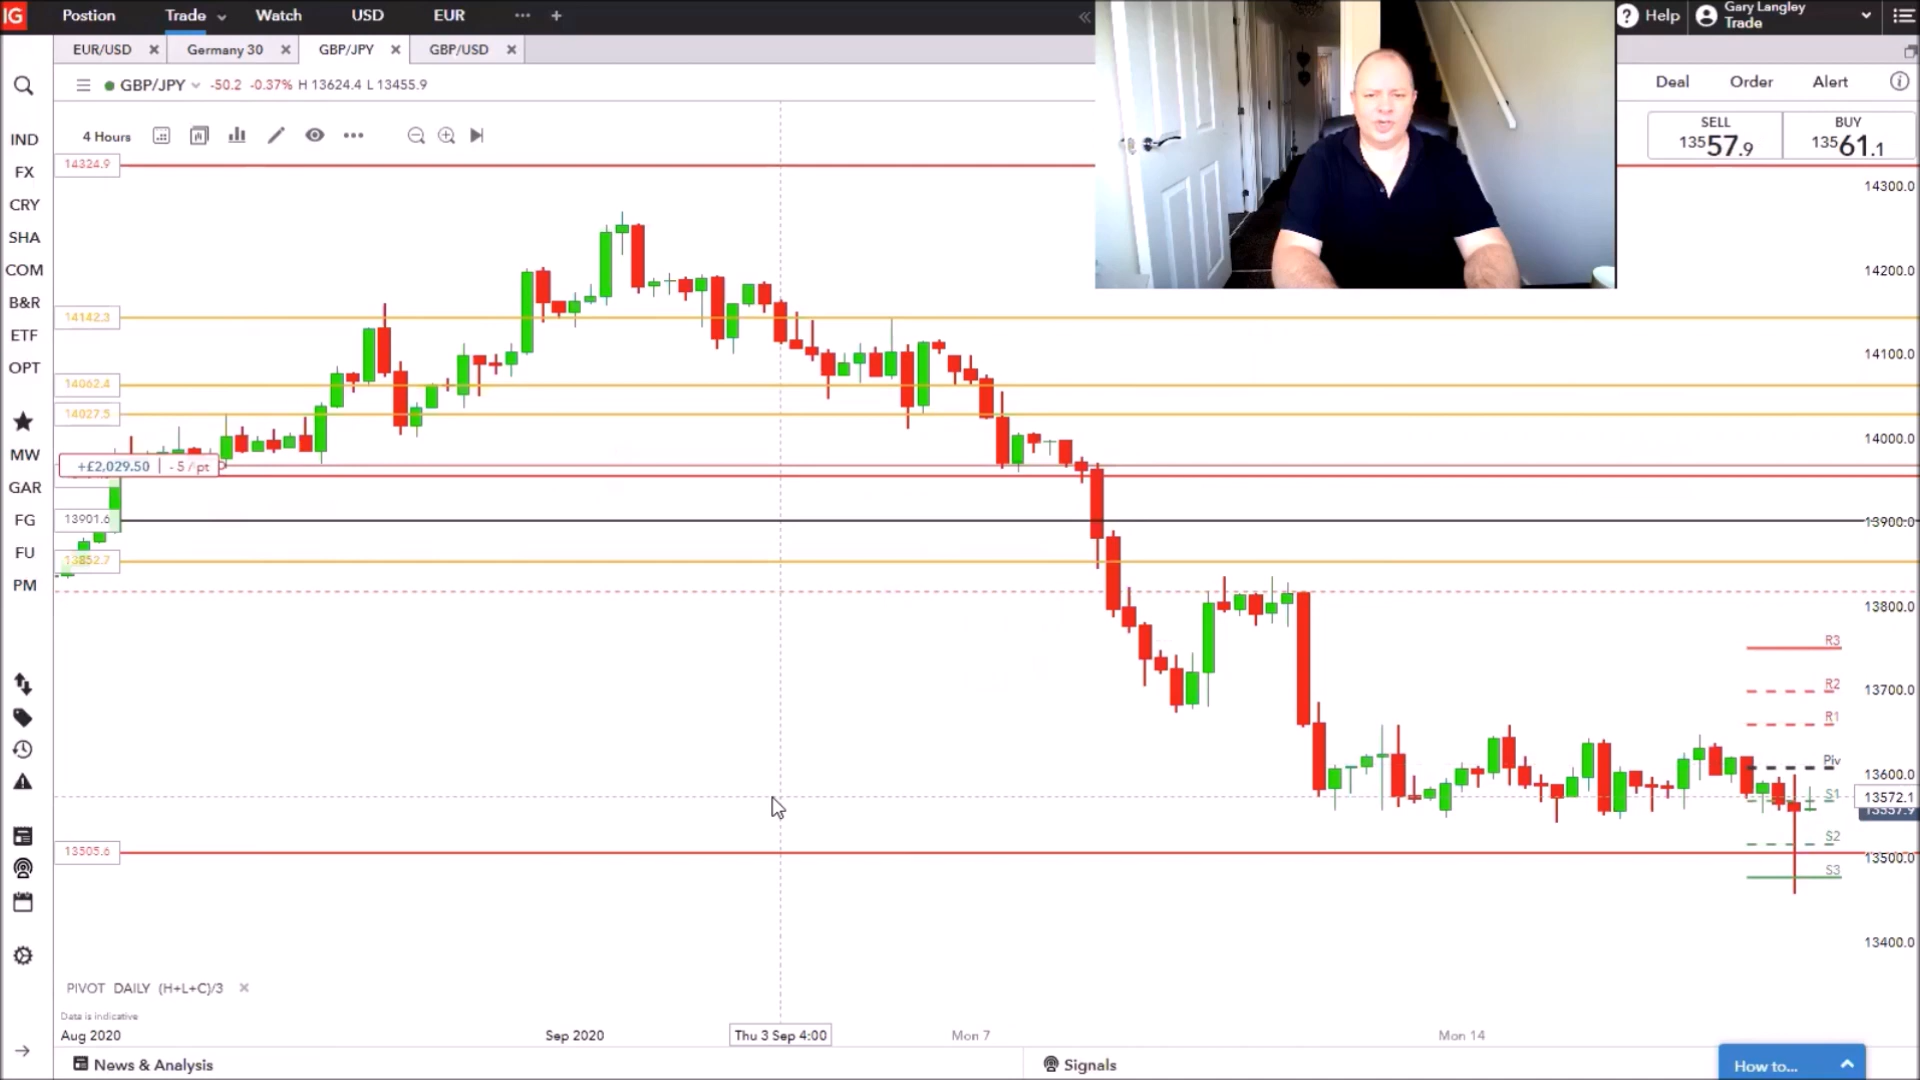 IG Postion Trade Watch USD EUR ... + Help Gary Langley
Trade
EUR/USD Germany 30 GBP/JPY GBP/USD
GBP/JPY -50.2 -0.37% H 13624.4 L 13455.9
Deal Order Alert
SELL BUY
13557.9 13561.1
4 Hours
IND
FX
CRY
SHA
COM
B&R
ETF
OPT
MW
GAR
FG
FU
PM
14324.9
14142.3
14062.4
14027.5
+£2,029.50 - 5 / pt
13901.6
13852.7
13505.6
14300.0
14200.0
14100.0
14000.0
13900.0
13800.0
13700.0
13600.0
13572.1
13557.9
13500.0
13400.0
R3
R2
R1
Piv
S1
S2
S3
PIVOT DAILY (H+L+C)/3
Data is indicative
Aug 2020 Sep 2020 Thu 3 Sep 4:00 Mon 7 Mon 14
News & Analysis Signals How to...